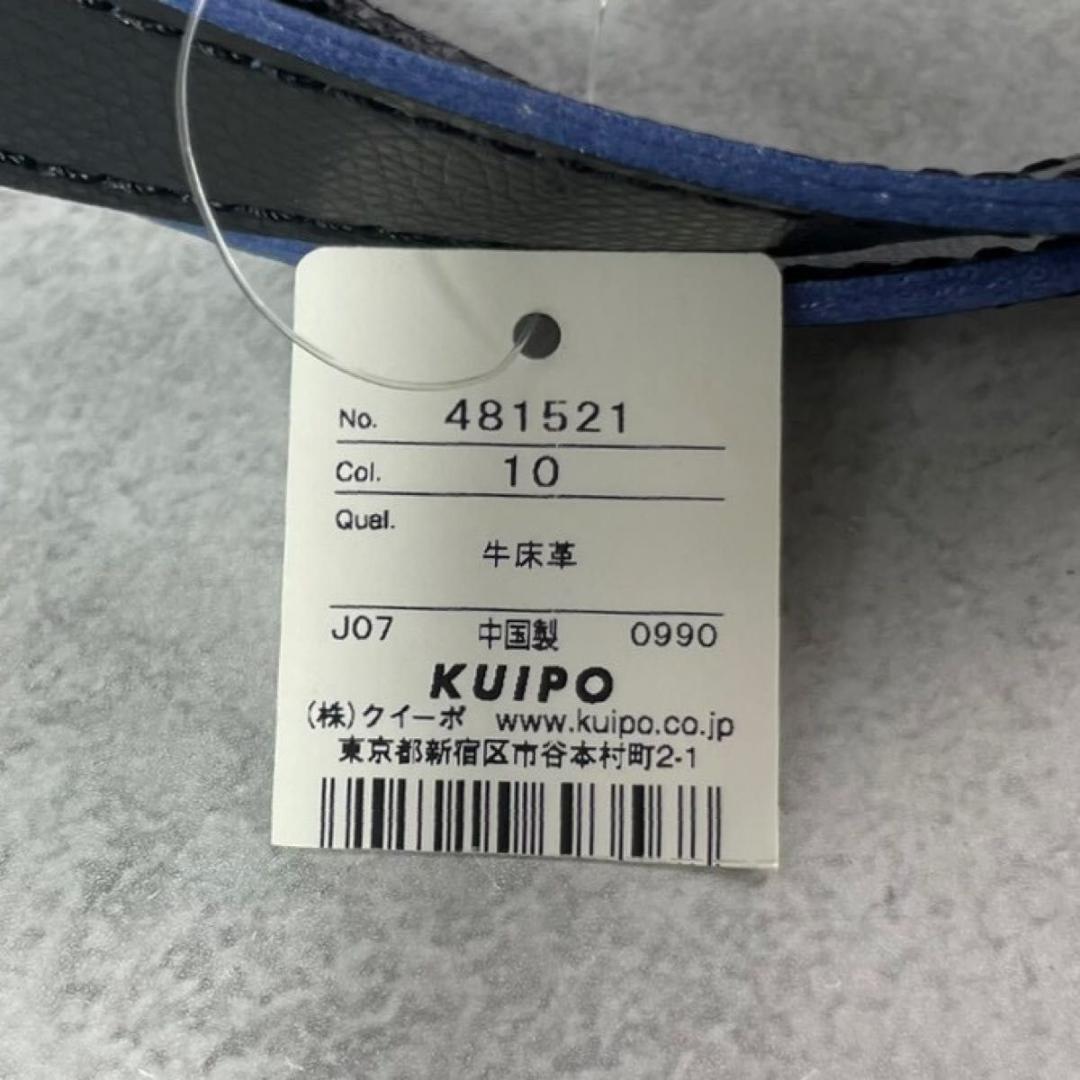 No. 481521
Col. 10
Qual.
牛床革
J07 中国製 0990
KUIPO
(株)クイーポ www.kuipo.co.jp
東京都新宿区市谷本村町2-1